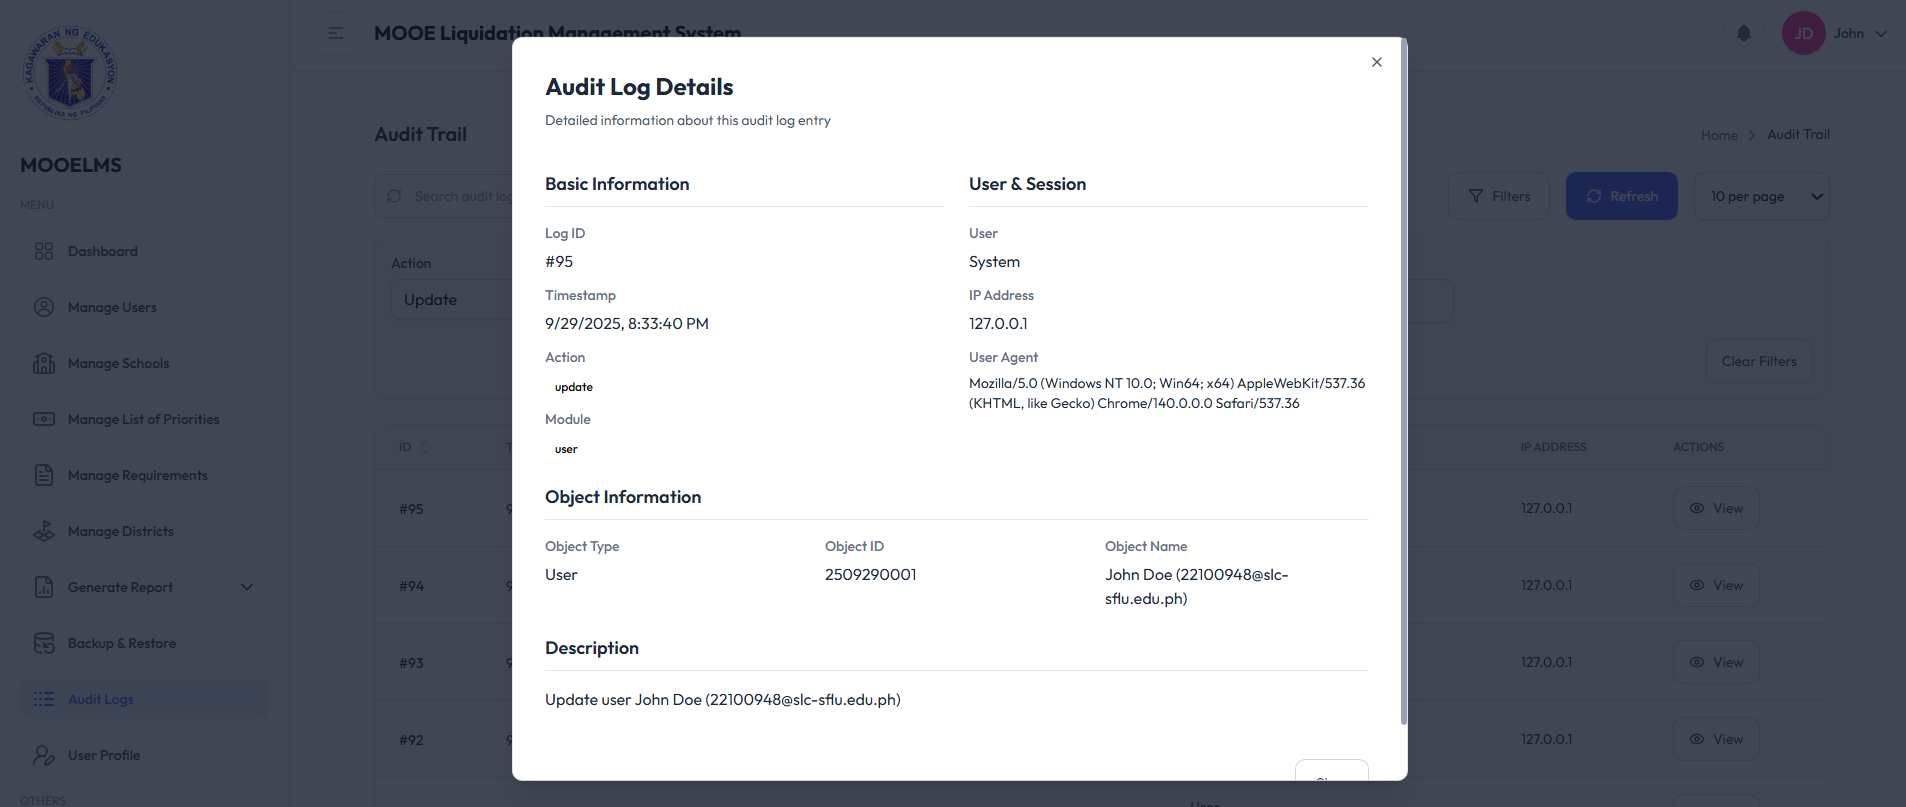 KAGAWARAN NG EDUKASYON
REPUBLIKA NG PILIPINAS
MOOELMS
MENU
Dashboard
Manage Users
Manage Schools
Manage List of Priorities
Manage Requirements
Manage Districts
Generate Report
Backup & Restore
Audit Logs
User Profile
OTHERS
MOOE Liquidation Management System
JD
John
Audit Trail
Home > Audit Trail
Search audit log
Filters
Refresh
10 per page
Action
Update
Clear Filters
ID
IP ADDRESS
ACTIONS
#95
127.0.0.1
View
#94
127.0.0.1
View
#93
127.0.0.1
View
#92
127.0.0.1
View
Audit Log Details
Detailed information about this audit log entry
Basic Information
Log ID
#95
Timestamp
9/29/2025, 8:33:40 PM
Action
update
Module
user
User & Session
User
System
IP Address
127.0.0.1
User Agent
Mozilla/5.0 (Windows NT 10.0; Win64; x64) AppleWebKit/537.36
(KHTML, like Gecko) Chrome/140.0.0.0 Safari/537.36
Object Information
Object Type
User
Object ID
2509290001
Object Name
John Doe (22100948@slc-
sflu.edu.ph)
Description
Update user John Doe (22100948@slc-sflu.edu.ph)